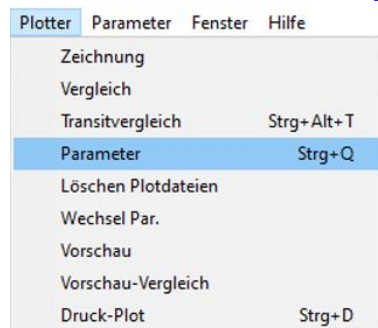 Plotter Parameter Fenster Hilfe
Zeichnung
Vergleich
Transitvergleich Strg+Alt+T
Parameter Strg+Q
Löschen Plotdateien
Wechsel Par.
Vorschau
Vorschau-Vergleich
Druck-Plot Strg+D